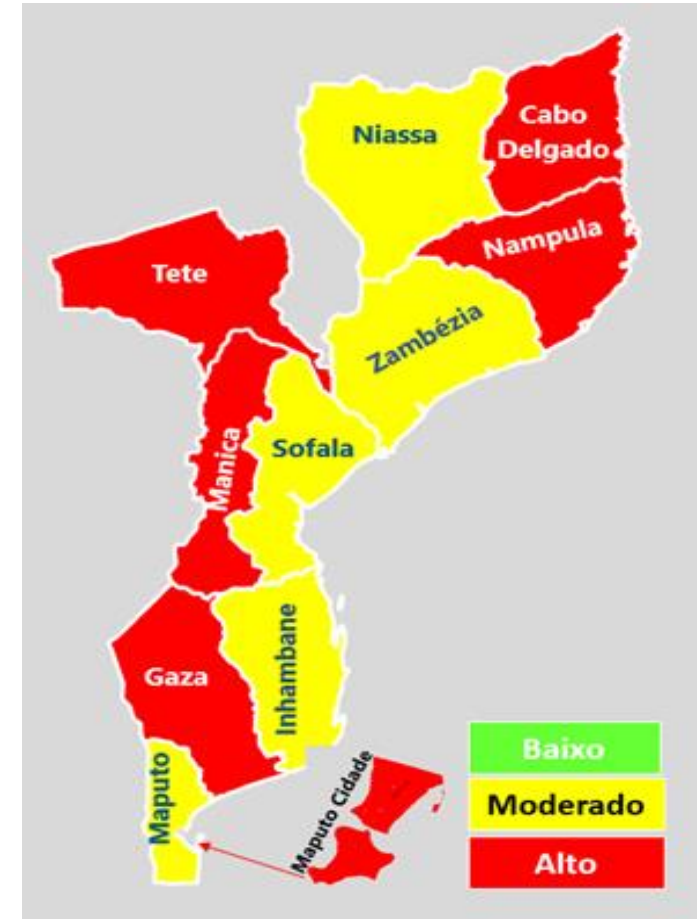 Cabo
Delgado
Niassa
Nampula
Tete
Zambézia
Manica
Sofala
Inhambane
Gaza
Maputo
Maputo Cidade
Baixo
Moderado
Alto